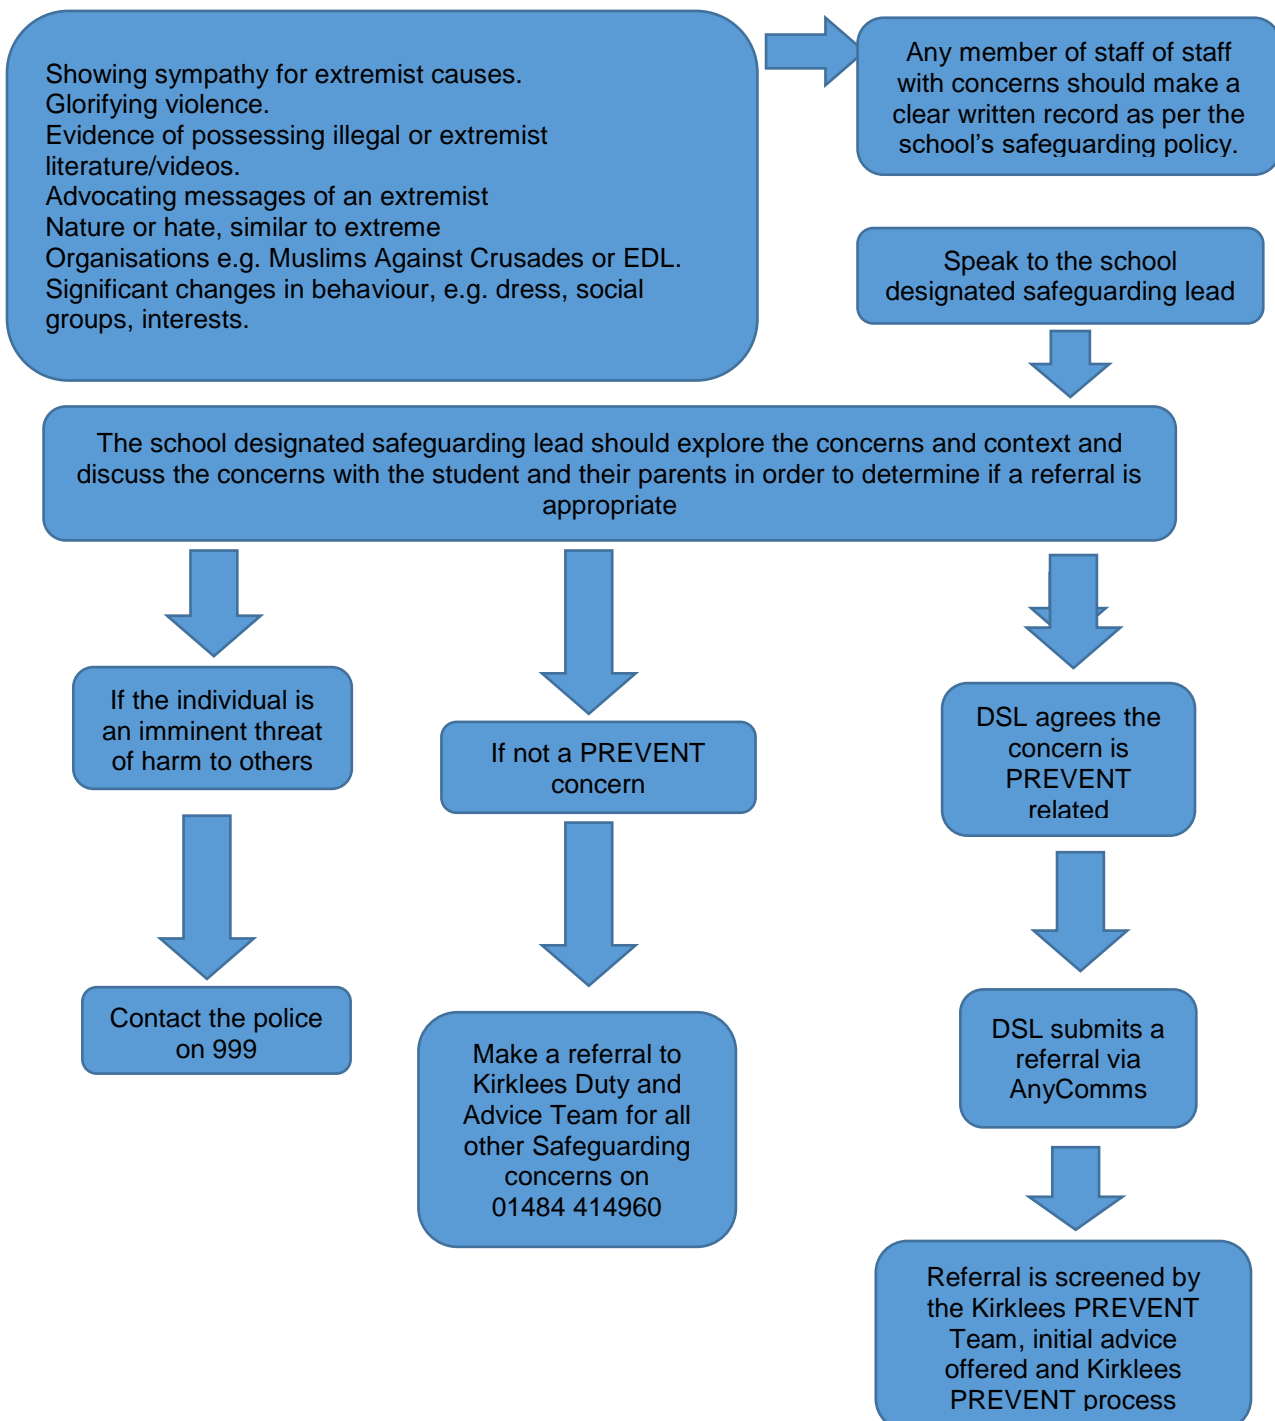 Showing sympathy for extremist causes.
Glorifying violence.
Evidence of possessing illegal or extremist
literature/videos.
Advocating messages of an extremist
Nature or hate, similar to extreme
Organisations e.g. Muslims Against Crusades or EDL.
Significant changes in behaviour, e.g. dress, social
groups, interests.
Any member of staff of staff
with concerns should make a
clear written record as per the
school’s safeguarding policy.
Speak to the school
designated safeguarding lead
The school designated safeguarding lead should explore the concerns and context and
discuss the concerns with the student and their parents in order to determine if a referral is
appropriate
If the individual is
an imminent threat
of harm to others
Contact the police
on 999
If not a PREVENT
concern
Make a referral to
Kirklees Duty and
Advice Team for all
other Safeguarding
concerns on
01484 414960
DSL agrees the
concern is
PREVENT
related
DSL submits a
referral via
AnyComms
Referral is screened by
the Kirklees PREVENT
Team, initial advice
offered and Kirklees
PREVENT process